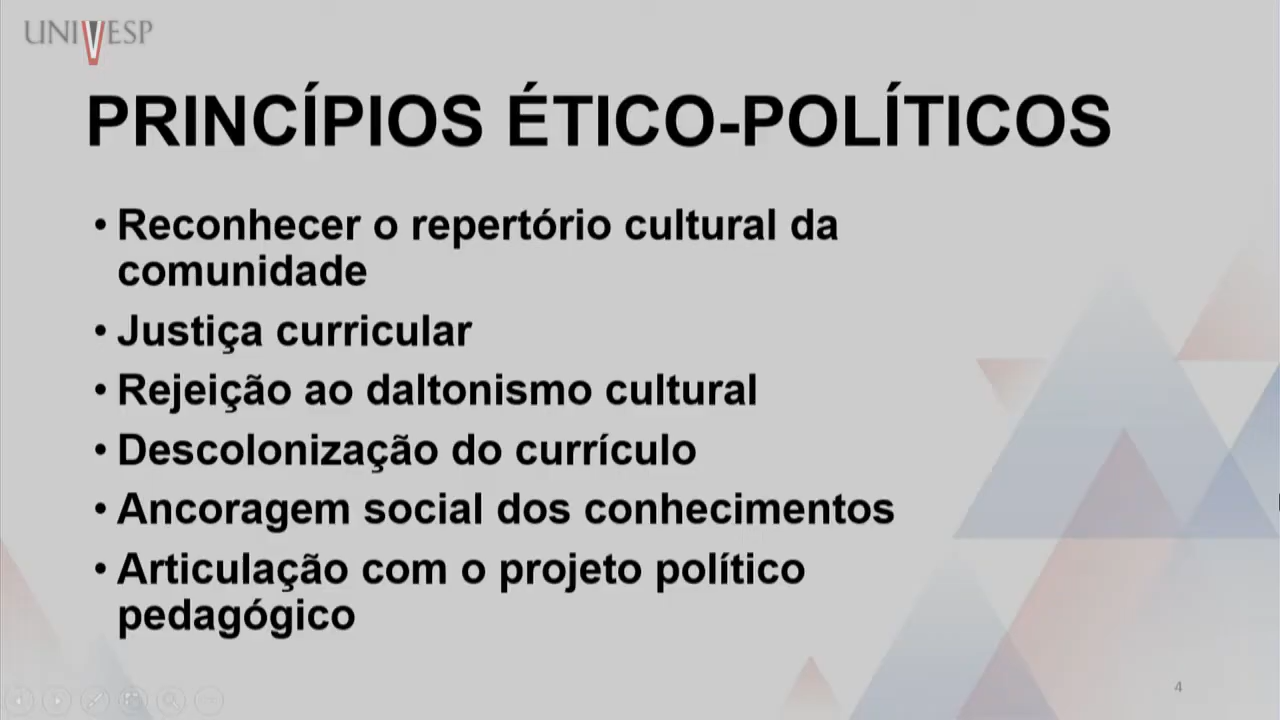 UNIVESP
PRINCÍPIOS ÉTICO-POLÍTICOS
• Reconhecer o repertório cultural da
comunidade
• Justiça curricular
• Rejeição ao daltonismo cultural
• Descolonização do currículo
• Ancoragem social dos conhecimentos
• Articulação com o projeto político
pedagógico
4